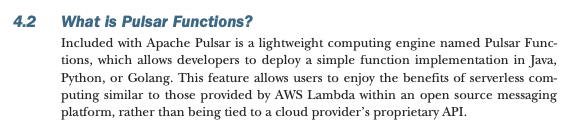 4.2 What is Pulsar Functions?
Included with Apache Pulsar is a lightweight computing engine named Pulsar Func-
tions, which allows developers to deploy a simple function implementation in Java,
Python, or Golang. This feature allows users to enjoy the benefits of serverless com-
puting similar to those provided by AWS Lambda within an open source messaging
platform, rather than being tied to a cloud provider's proprietary API.